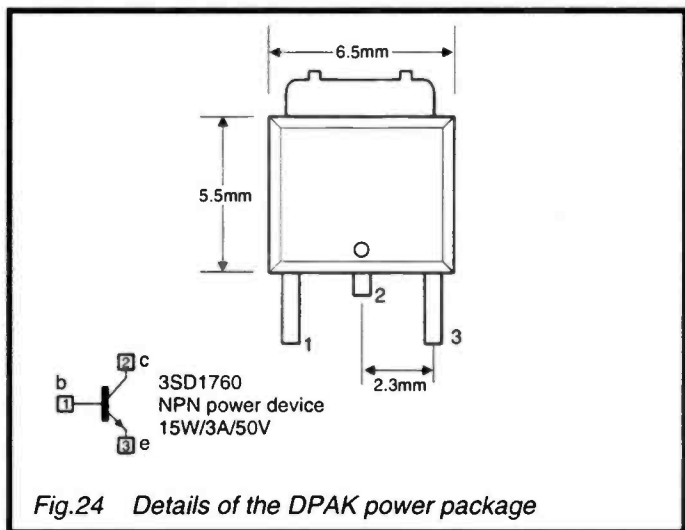 6.5mm
5.5mm
2
1
3
2.3mm
2 c
b
1
3 e
3SD1760
NPN power device
15W/3A/50V
Fig.24 Details of the DPAK power package